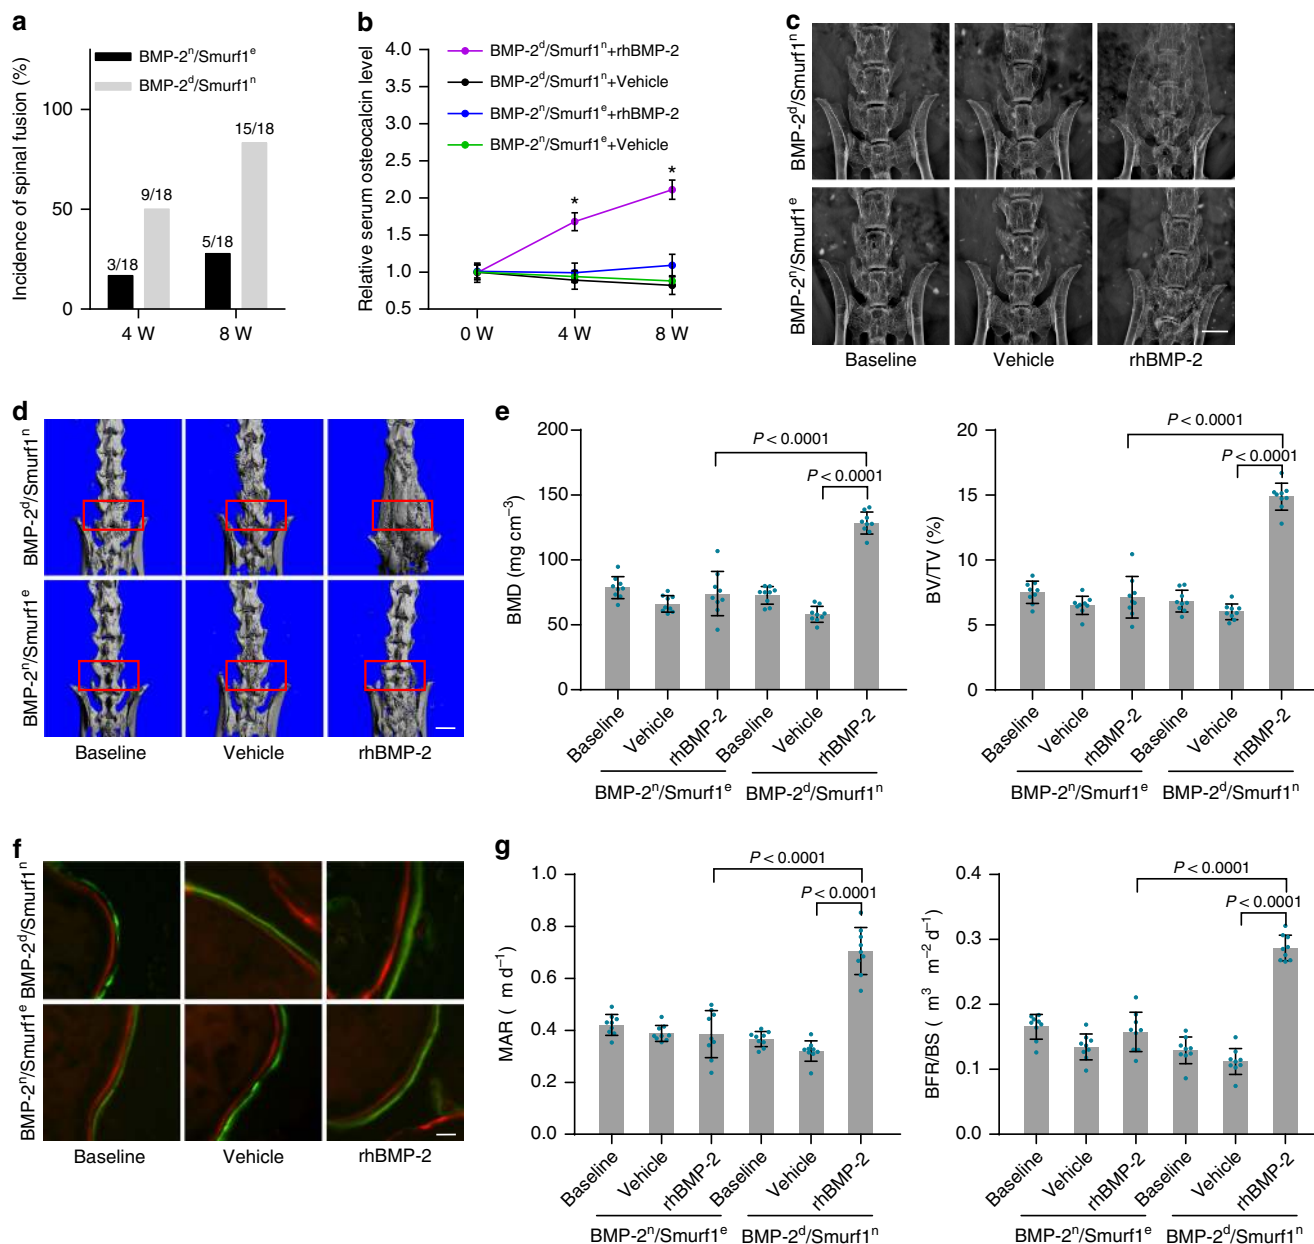 a
Incidence of spinal fusion (%)
100
50
0
BMP-2ⁿ/Smurf1ᵉ
BMP-2ᵈ/Smurf1ⁿ
3/18
9/18
5/18
15/18
4 W
8 W
b
Relative serum osteocalcin level
4.0
3.5
3.0
2.5
2.0
1.5
1.0
0.5
BMP-2ᵈ/Smurf1ⁿ+rhBMP-2
BMP-2ᵈ/Smurf1ⁿ+Vehicle
BMP-2ⁿ/Smurf1ᵉ+rhBMP-2
BMP-2ⁿ/Smurf1ᵉ+Vehicle
*
*
0 W
4 W
8 W
c
BMP-2ᵈ/Smurf1ⁿ
BMP-2ⁿ/Smurf1ᵉ
Baseline
Vehicle
rhBMP-2
d
BMP-2ᵈ/Smurf1ⁿ
BMP-2ⁿ/Smurf1ᵉ
Baseline
Vehicle
rhBMP-2
e
BMD (mg cm⁻³)
200
150
100
50
0
P < 0.0001
P < 0.0001
Baseline
Vehicle
rhBMP-2
Baseline
Vehicle
rhBMP-2
BMP-2ⁿ/Smurf1ᵉ
BMP-2ᵈ/Smurf1ⁿ
BV/TV (%)
20
15
10
5
0
P < 0.0001
P < 0.0001
Baseline
Vehicle
rhBMP-2
Baseline
Vehicle
rhBMP-2
BMP-2ⁿ/Smurf1ᵉ
BMP-2ᵈ/Smurf1ⁿ
f
BMP-2ᵈ/Smurf1ⁿ
BMP-2ⁿ/Smurf1ᵉ
Baseline
Vehicle
rhBMP-2
g
MAR ( m d⁻¹)
1.0
0.8
0.6
0.4
0.2
0.0
P < 0.0001
P < 0.0001
Baseline
Vehicle
rhBMP-2
Baseline
Vehicle
rhBMP-2
BMP-2ⁿ/Smurf1ᵉ
BMP-2ᵈ/Smurf1ⁿ
BFR/BS ( m³ m⁻² d⁻¹)
0.4
0.3
0.2
0.1
0.0
P < 0.0001
P < 0.0001
Baseline
Vehicle
rhBMP-2
Baseline
Vehicle
rhBMP-2
BMP-2ⁿ/Smurf1ᵉ
BMP-2ᵈ/Smurf1ⁿ